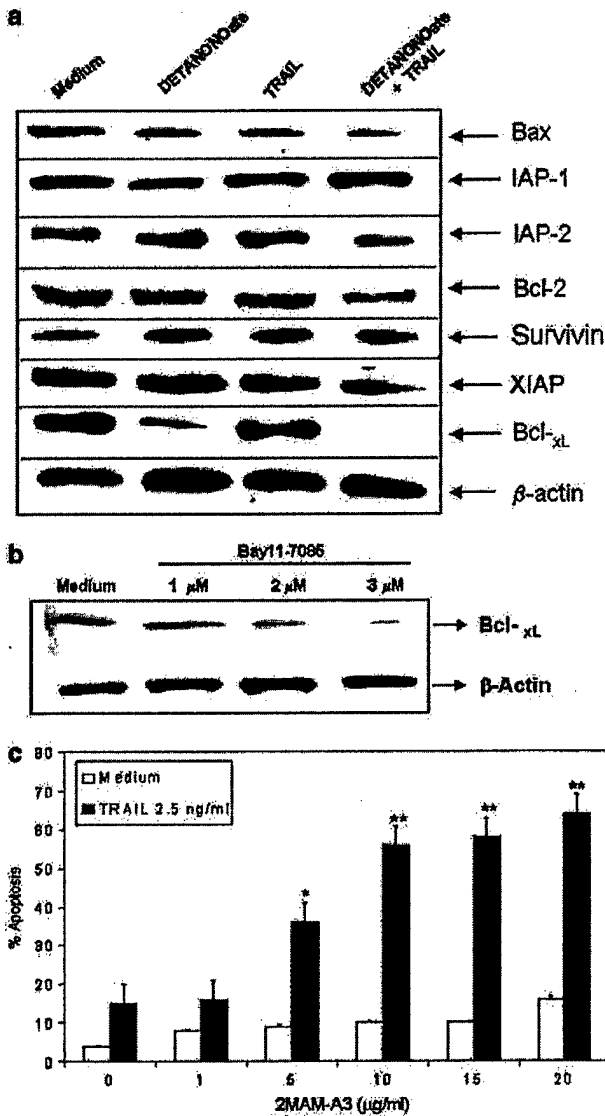 a
Medium DETANONOate TRAIL DETANONOate + TRAIL
Bax
IAP-1
IAP-2
Bcl-2
Survivin
XIAP
Bcl-xL
β-actin
b
Bay11-7085
Medium 1 µM 2 µM 3 µM
Bcl-xL
β-Actin
c
80
70
60
50
40
30
20
10
0
% Apoptosis
Medium
TRAIL 2.5 ng/ml
* ** ** **
0 1 5 10 15 20
2MAM-A3 (µg/ml)